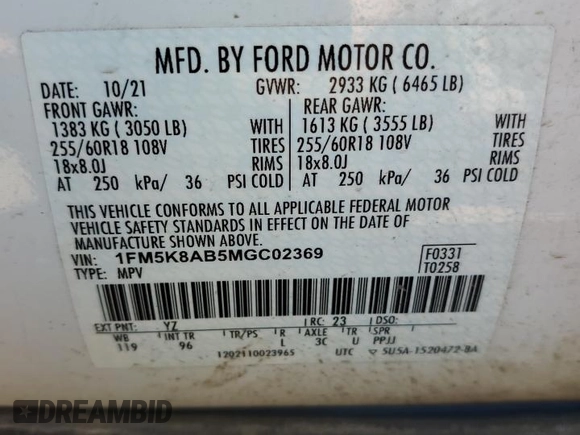 MFD. BY FORD MOTOR CO.
DATE: 10/21 GVWR: 2933 KG ( 6465 LB)
FRONT GAWR: REAR GAWR:
1383 KG ( 3050 LB) WITH 1613 KG ( 3555 LB) WITH
255/60R18 108V TIRES 255/60R18 108V TIRES
18x8.0J RIMS 18x8.0J RIMS
AT 250 kPa/ 36 PSI COLD AT 250 kPa/ 36 PSI COLD
THIS VEHICLE CONFORMS TO ALL APPLICABLE FEDERAL MOTOR
VEHICLE SAFETY STANDARDS IN EFFECT ON THE DATE OF
MANUFACTURE SHOWN ABOVE.
VIN: 1FM5K8AB5MGC02369 F0331
TYPE: MPV T0258
EXT PNT: YZ RC: 23 DSO:
WB INT TR TP/PS R AXLE TR SPR
119 96 L 3C U PPJJ
1202110023965 UTC ▽ SU5A-1520472-BA
DREAMBID